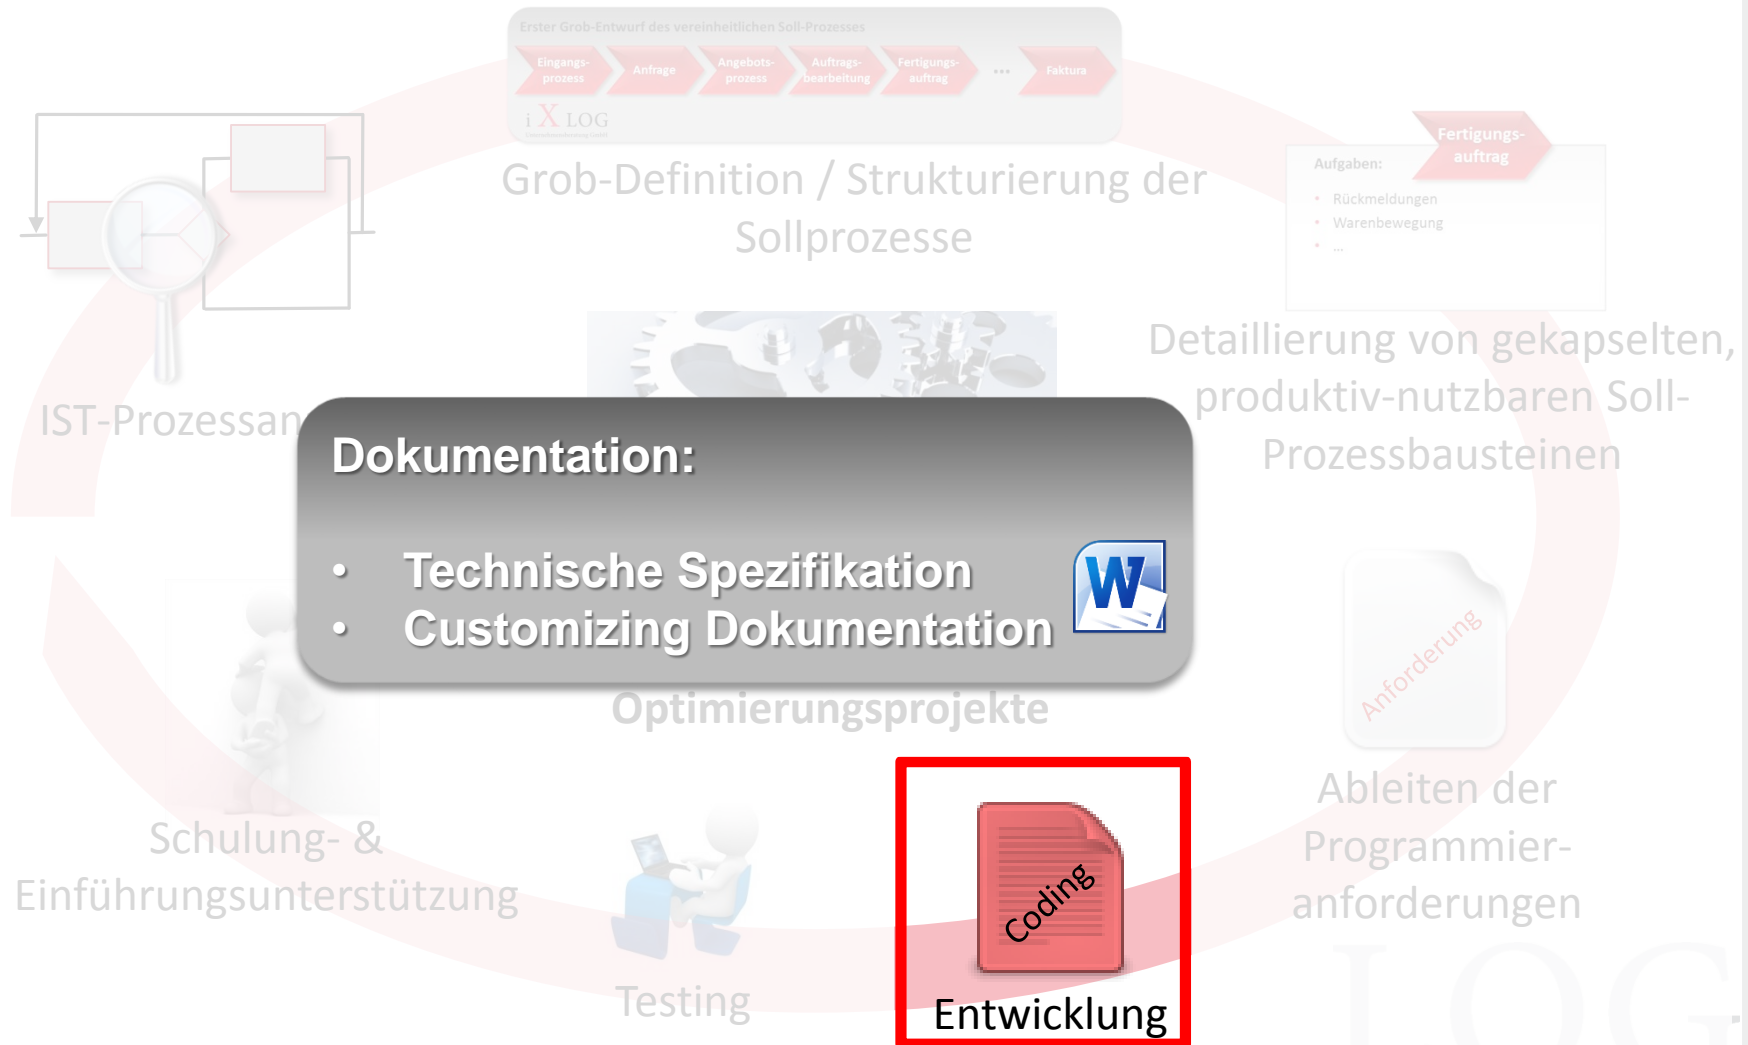 Erster Grob-Entwurf des vereinheitlichen Soll-Prozesses
Eingangs-
prozess
Anfrage
Angebots-
prozess
Auftrags-
bearbeitung
Fertigungs-
auftrag
...
Faktura
i X LOG
Grob-Definition / Strukturierung der
Sollprozesse
Fertigungs-
auftrag
Aufgaben:
• Rückmeldungen
• Warenbewegung
• ...
Detaillierung von gekapselten,
produktiv-nutzbaren Soll-
Prozessbausteinen
IST-Prozessan
Dokumentation:
• Technische Spezifikation
• Customizing Dokumentation
W
Optimierungsprojekte
Anforderung
Ableiten der
Programmier-
anforderungen
Coding
Entwicklung
Testing
Schulung- &
Einführungsunterstützung
LOG